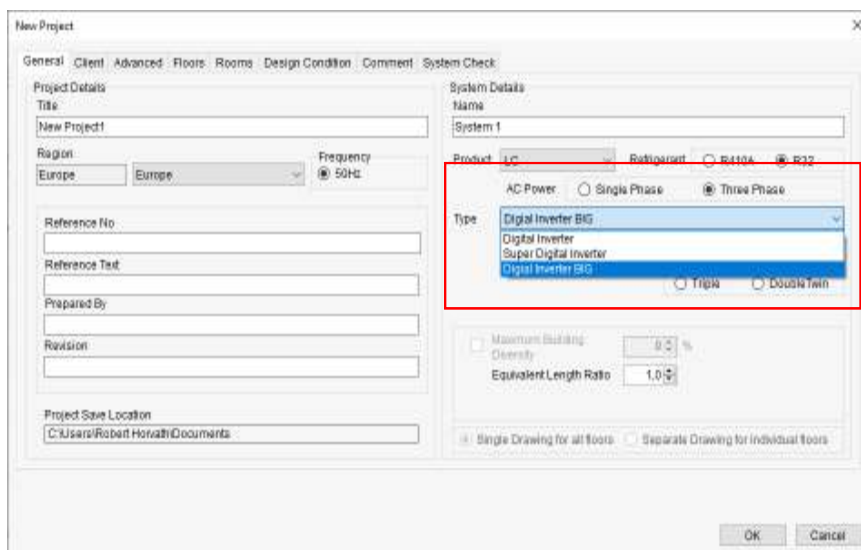 New Project
General Client Advanced Floors Rooms Design Condition Comment System Check
Project Details
Title
New Project1
Region
Europe Europe
Frequency
50Hz
Reference No
Reference Text
Prepared By
Revision
Project Save Location
C:\Users\Robert Horvath\Documents
System Details
Name
System 1
Product LC Refrigerant R410A R32
AC Power Single Phase Three Phase
Type Digial Inverter BIG
Digital Inverter
Super Digital Inverter
Digial Inverter BIG
Triple DoubleTwin
Maximum Building Diversity 0 %
Equivalent Length Ratio 1,0
Single Drawing for all floors Separate Drawing for individual floors
OK Cancel